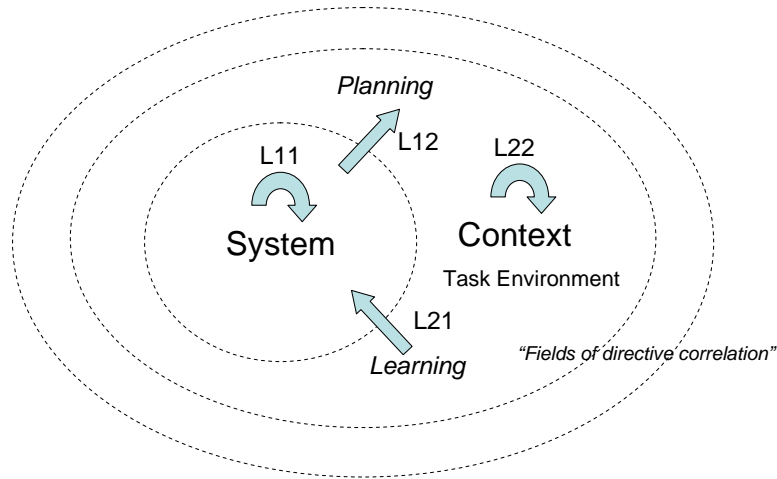 Planning
L12
L11
L22
System
Context
Task Environment
L21
Learning
“Fields of directive correlation”